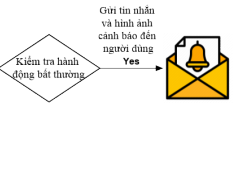 Gửi tin nhắn
và hình ảnh
cảnh báo đến
người dùng
Yes
Kiểm tra hành
động bất thường